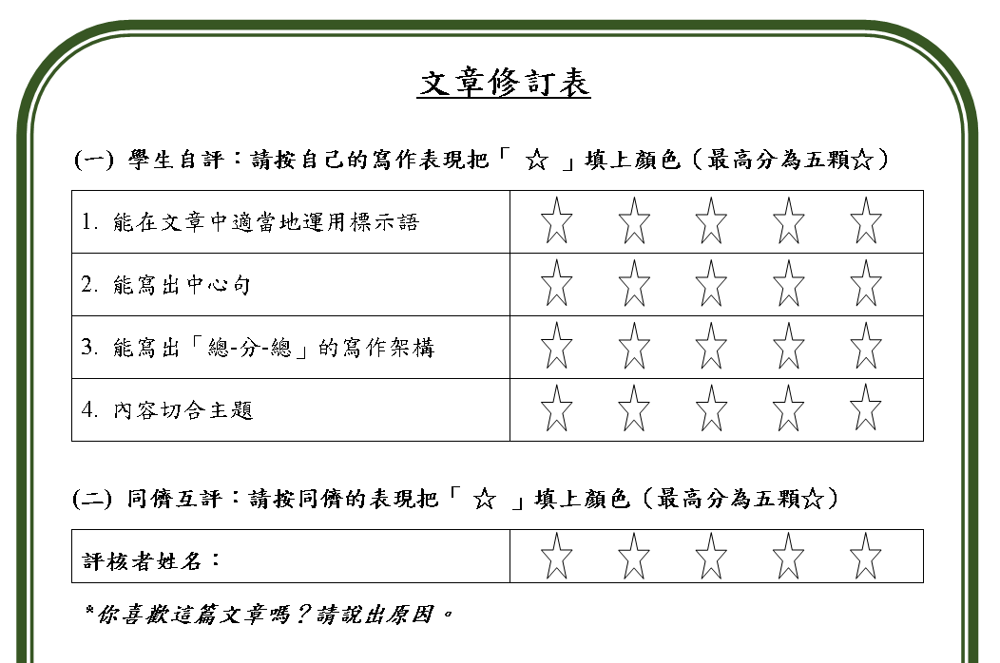 文章修訂表
(一) 學生自評：請按自己的寫作表現把「 ☆ 」填上顏色（最高分為五顆☆）
1. 能在文章中適當地運用標示語
2. 能寫出中心句
3. 能寫出「總-分-總」的寫作架構
4. 內容切合主題
(二) 同儕互評：請按同儕的表現把「 ☆ 」填上顏色（最高分為五顆☆）
評核者姓名：
*你喜歡這篇文章嗎？請說出原因。